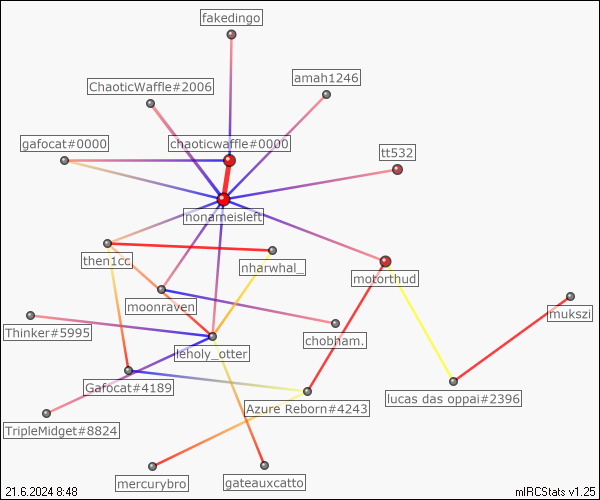 fakedingo
amah1246
ChaoticWaffle#2006
gafocat#0000
chaoticwaffle#0000
tt532
honameisleft
then1cc
nharwhal_
motorthud
moonraven
mukszi
Thinker#5995
chobham.
leholy_otter
Gafocat#4189
lucas das oppai#2396
Azure Reborn#4243
TripleMidget#8824
mercurybro
gateauxcatto
21.6.2024 8:48
mIRCStats v1.25